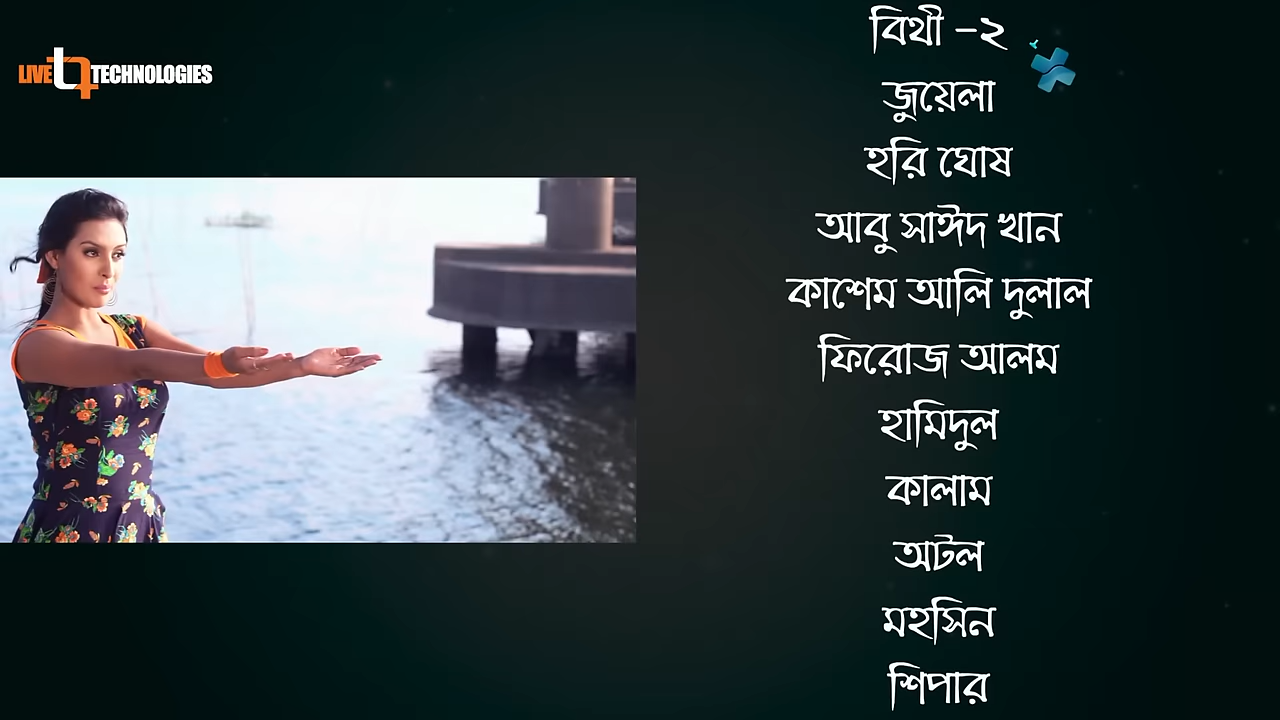 LIVE TECHNOLOGIES
বিথী -২
জুয়েলা
হরি ঘোষ
আবু সাঈদ খান
কাশেম আলি দুলাল
ফিরোজ আলম
হামিদুল
কালাম
অটল
মহসিন
শিপার